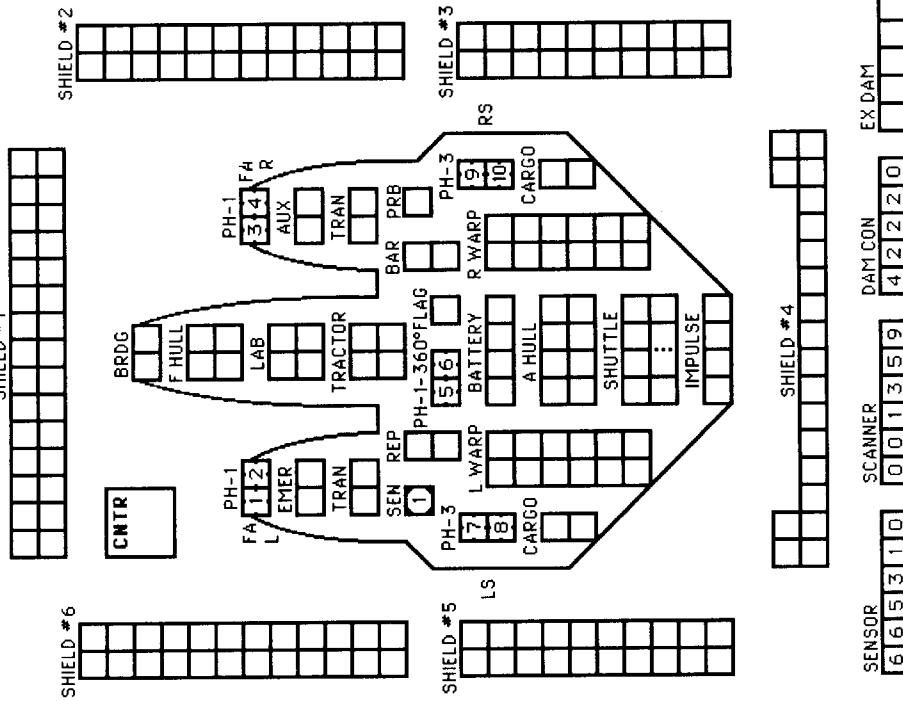 SHIELD #2
SHIELD #3
SHIELD #6
SHIELD #5
CNTR
BRDG
F HULL
LAB
TRACTOR
PH-1
1 2
FA
L
EMER
TRAN
SEN
1
REP
PH-1
3 4
FA
R
AUX
TRAN
BAR
PRB
PH-1-360°
5 6
FLAG
BATTERY
A HULL
SHUTTLE
IMPULSE
PH-3
7
8
CARGO
L WARP
R WARP
PH-3
9
10
CARGO
LS
RS
SHIELD #4
SENSOR
6 6 5 3 1 0
SCANNER
0 0 1 3 5 9
DAM CON
4 2 2 2 0
EX DAM